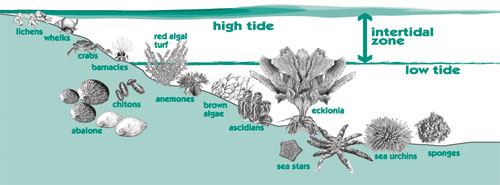 high tide
intertidal
zone
low tide
lichens
whelks
crabs
barnacles
red algal
turf
chitons
abalone
anemones
brown
algae
ascidians
ecklonia
sea stars
sea urchins
sponges